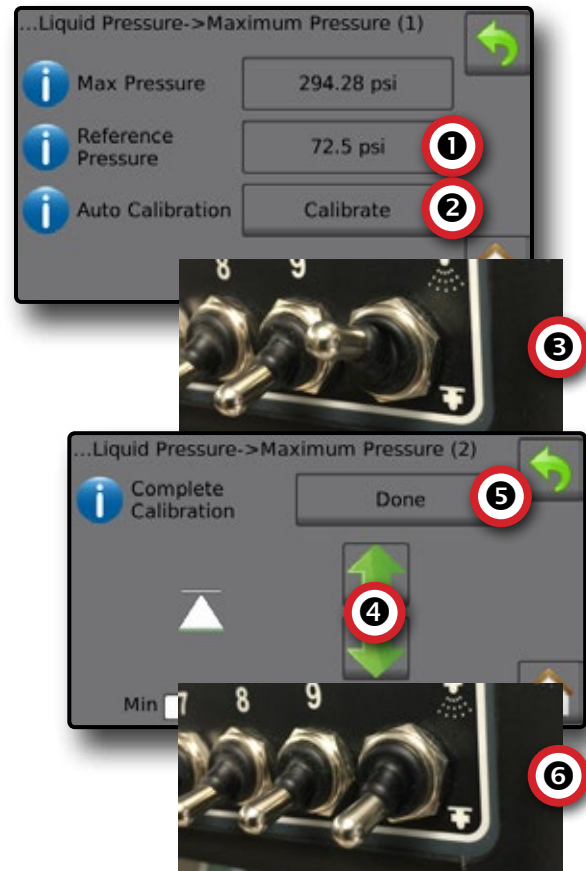 ...Liquid Pressure->Maximum Pressure (1)
i Max Pressure 294.28 psi
i Reference
Pressure
72.5 psi 1
i Auto Calibration Calibrate 2
8 9
3
...Liquid Pressure->Maximum Pressure (2)
i Complete
Calibration
Done 5
4
Min
7 8 9
6